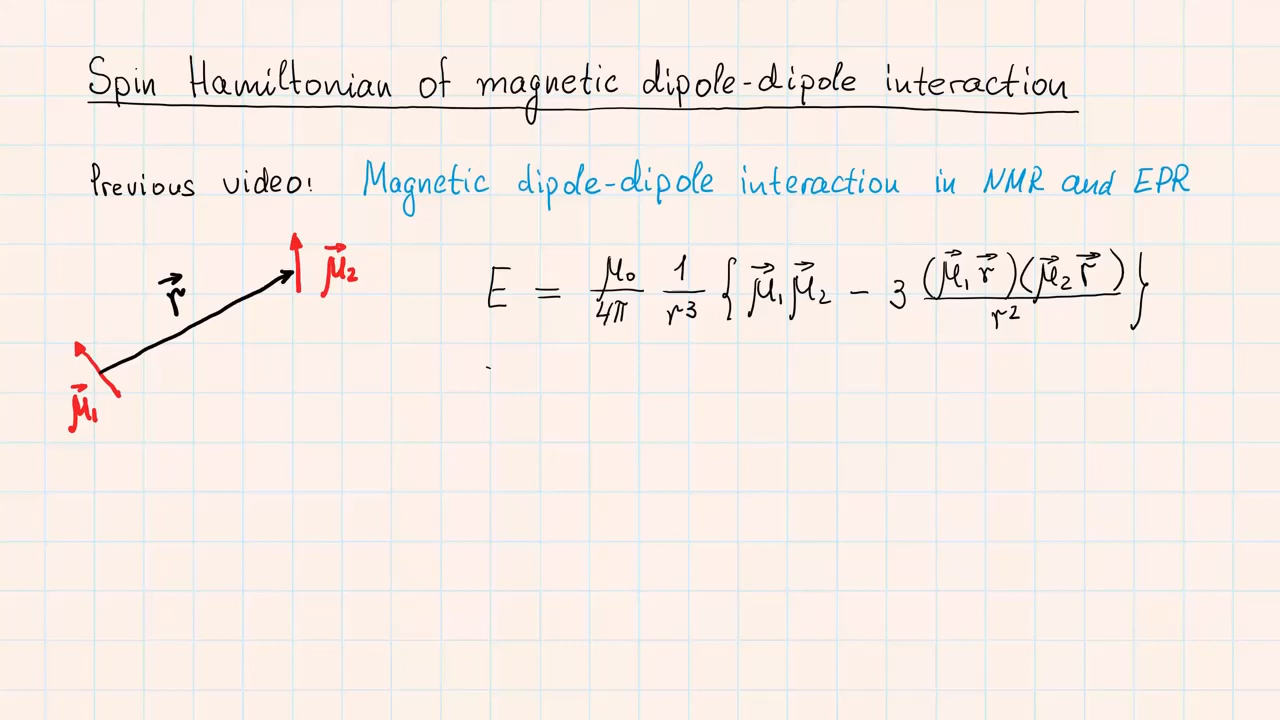 Spin Hamiltonian of magnetic dipole-dipole interaction
Previous video: Magnetic dipole-dipole interaction in NMR and EPR
r⃗
μ⃗₂
μ⃗₁
E = μ₀/4π 1/r³ { μ⃗₁μ⃗₂ − 3 (μ⃗₁r⃗)(μ⃗₂r⃗)/r² }